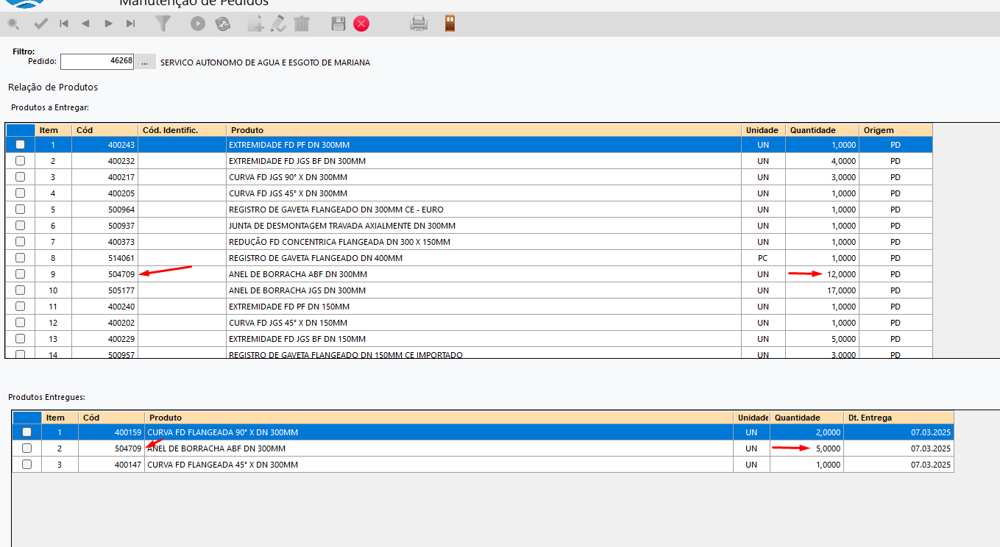 Manutenção de Pedidos
Filtro:
Pedido: 46268 ... SERVICO AUTONOMO DE AGUA E ESGOTO DE MARIANA
Relação de Produtos
Produtos a Entregar:
Item Cód Cód. Identific. Produto Unidade Quantidade Origem
1 400243 EXTREMIDADE FD PF DN 300MM UN 1,0000 PD
2 400232 EXTREMIDADE FD JGS BF DN 300MM UN 4,0000 PD
3 400217 CURVA FD JGS 90° X DN 300MM UN 3,0000 PD
4 400205 CURVA FD JGS 45° X DN 300MM UN 1,0000 PD
5 500964 REGISTRO DE GAVETA FLANGEADO DN 300MM CE - EURO UN 1,0000 PD
6 500937 JUNTA DE DESMONTAGEM TRAVADA AXIALMENTE DN 300MM UN 1,0000 PD
7 400373 REDUÇÃO FD CONCENTRICA FLANGEADA DN 300 X 150MM UN 1,0000 PD
8 514061 REGISTRO DE GAVETA FLANGEADO DN 400MM PC 1,0000 PD
9 504709 ANEL DE BORRACHA ABF DN 300MM UN 12,0000 PD
10 505177 ANEL DE BORRACHA JGS DN 300MM UN 17,0000 PD
11 400240 EXTREMIDADE FD PF DN 150MM UN 1,0000 PD
12 400202 CURVA FD JGS 45° X DN 150MM UN 1,0000 PD
13 400229 EXTREMIDADE FD JGS BF DN 150MM UN 5,0000 PD
14 500957 REGISTRO DE GAVETA FLANGEADO DN 150MM CE IMPORTADO UN 3,0000 PD
Produtos Entregues:
Item Cód Produto Unidade Quantidade Dt. Entrega
1 400159 CURVA FD FLANGEADA 90° X DN 300MM UN 2,0000 07.03.2025
2 504709 ANEL DE BORRACHA ABF DN 300MM UN 5,0000 07.03.2025
3 400147 CURVA FD FLANGEADA 45° X DN 300MM UN 1,0000 07.03.2025